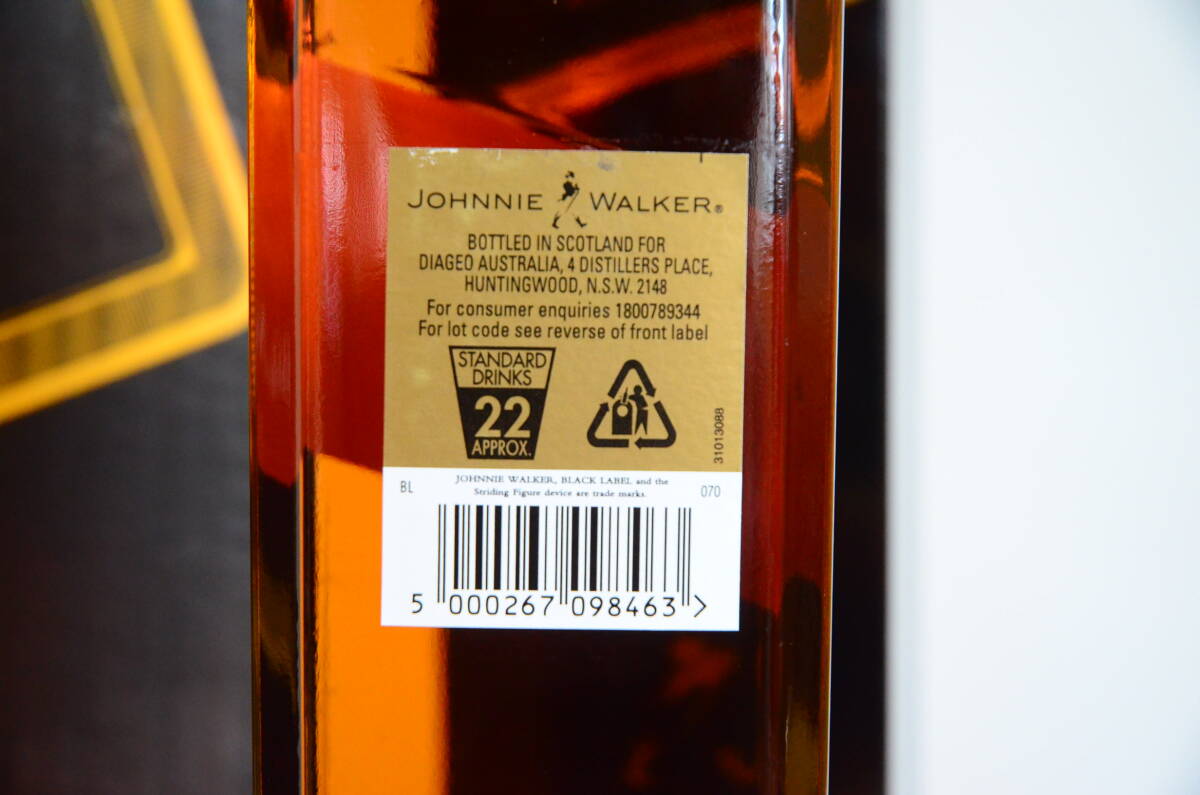 JOHNNIE WALKER®
BOTTLED IN SCOTLAND FOR
DIAGEO AUSTRALIA, 4 DISTILLERS PLACE,
HUNTINGWOOD, N.S.W. 2148
For consumer enquiries 1800789344
For lot code see reverse of front label
STANDARD
DRINKS
22
APPROX.
31013088
BL
JOHNNIE WALKER, BLACK LABEL and the
Striding Figure device are trade marks.
070
5 000267 098463 >